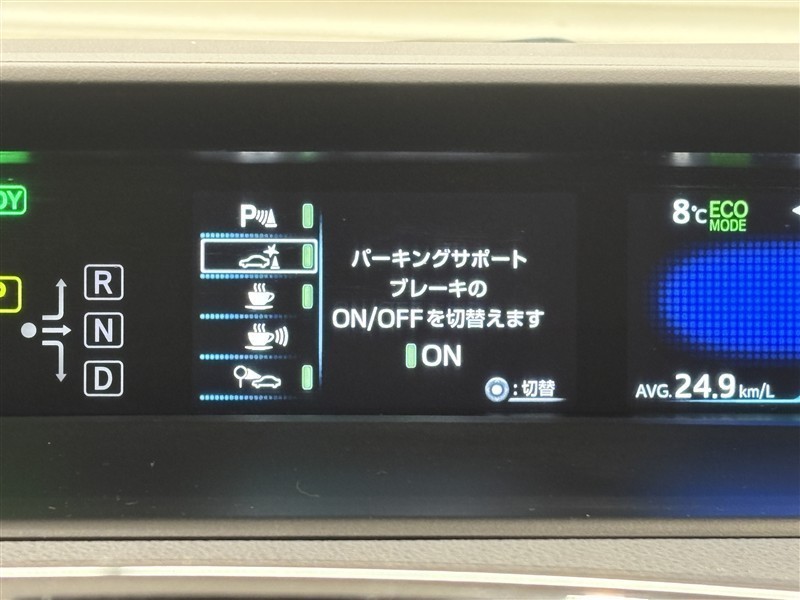 P
R
N
D
パーキングサポート
ブレーキの
ON/OFFを切替えます
ON
:切替
8℃
ECO
MODE
AVG. 24.9 km/L